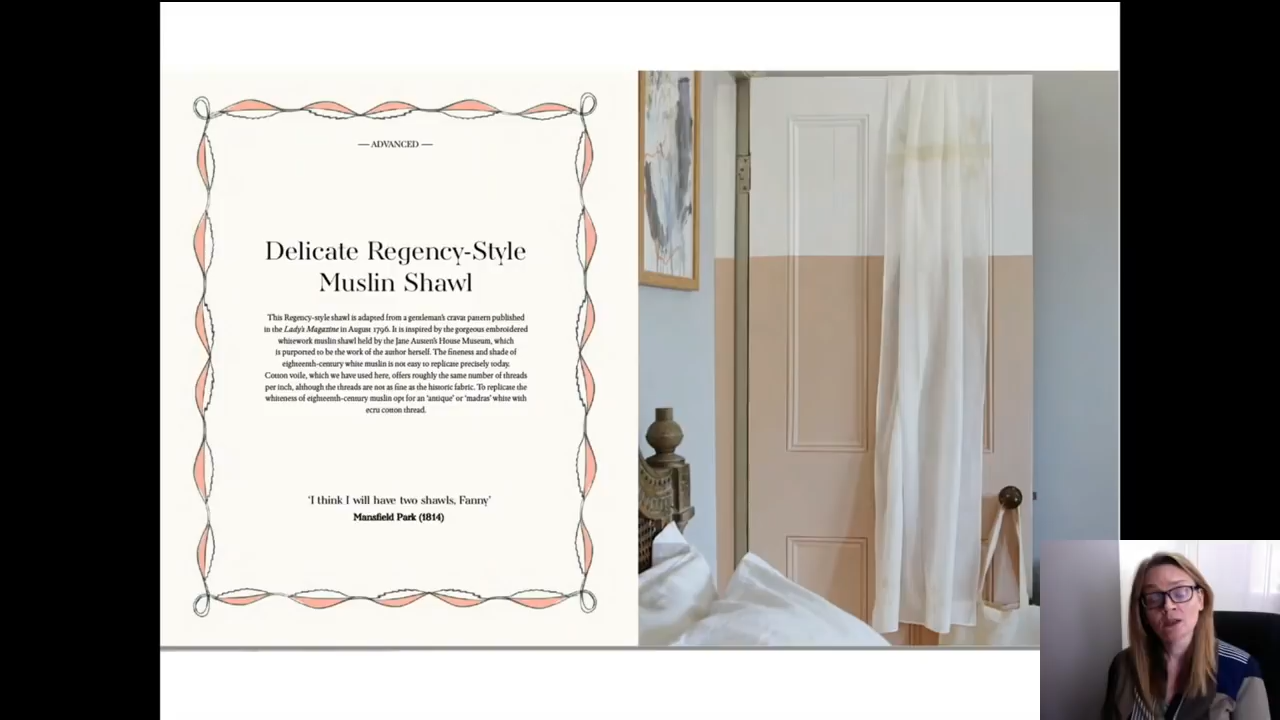 — ADVANCED —
Delicate Regency-Style
Muslin Shawl
This Regency-style shawl is adapted from a gentleman's cravat pattern published
in the Lady's Magazine in August 1796. It is inspired by the gorgeous embroidered
whitework muslin shawl held by the Jane Austen's House Museum, which
is purported to be the work of the author herself. The fineness and shade of
eighteenth-century white muslin is not easy to replicate precisely today.
Cotton voile, which we have used here, offers roughly the same number of threads
per inch, although the threads are not as fine as the historic fabric. To replicate the
whiteness of eighteenth-century muslin opt for an 'antique' or 'madras' white with
ecru cotton thread.
'I think I will have two shawls, Fanny'
Mansfield Park (1814)